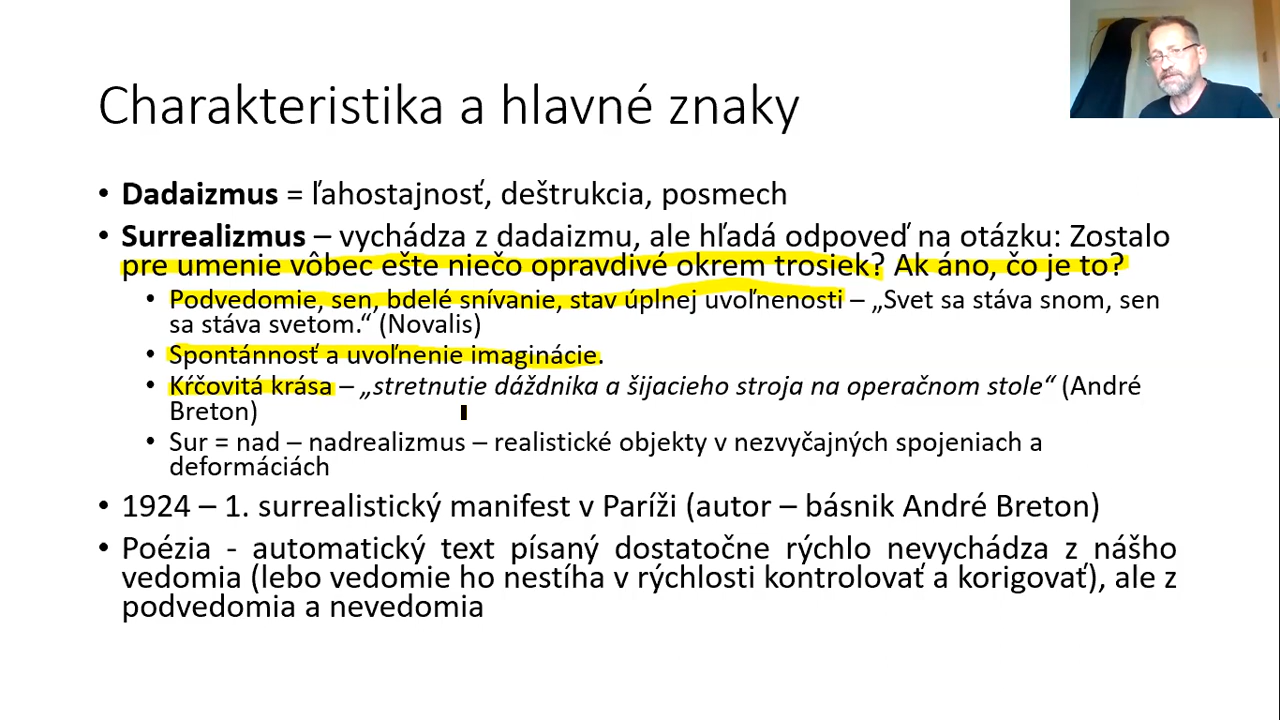 Charakteristika a hlavné znaky
• Dadaizmus = ľahostajnosť, deštrukcia, posmech
• Surrealizmus – vychádza z dadaizmu, ale hľadá odpoveď na otázku: Zostalo
pre umenie vôbec ešte niečo opravdivé okrem trosiek? Ak áno, čo je to?
• Podvedomie, sen, bdelé snívanie, stav úplnej uvoľnenosti – „Svet sa stáva snom, sen
sa stáva svetom.“ (Novalis)
• Spontánnosť a uvoľnenie imaginácie.
• Kŕčovitá krása – „stretnutie dáždnika a šijacieho stroja na operačnom stole“ (André
Breton)
• Sur = nad – nadrealizmus – realistické objekty v nezvyčajných spojeniach a
deformáciách
• 1924 – 1. surrealistický manifest v Paríži (autor – básnik André Breton)
• Poézia - automatický text písaný dostatočne rýchlo nevychádza z nášho
vedomia (lebo vedomie ho nestíha v rýchlosti kontrolovať a korigovať), ale z
podvedomia a nevedomia